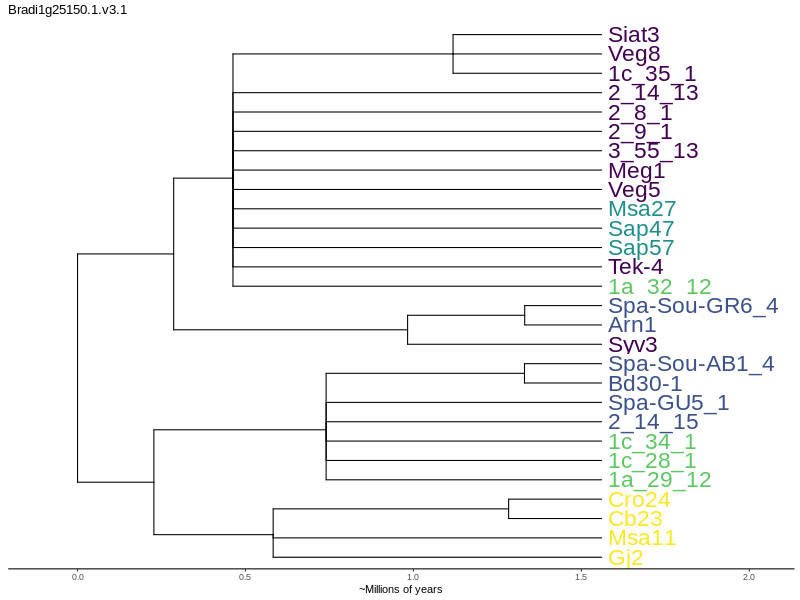 Bradi1g25150.1.v3.1
Siat3
Veg8
1c_35_1
2_14_13
2_8_1
2_9_1
3_55_13
Meg1
Veg5
Msa27
Sap47
Sap57
Tek-4
1a_32_12
Spa-Sou-GR6_4
Arn1
Syv3
Spa-Sou-AB1_4
Bd30-1
Spa-GU5_1
2_14_15
1c_34_1
1c_28_1
1a_29_12
Cro24
Cb23
Msa11
Gj2
0.0 0.5 1.0 1.5 2.0
~Millions of years